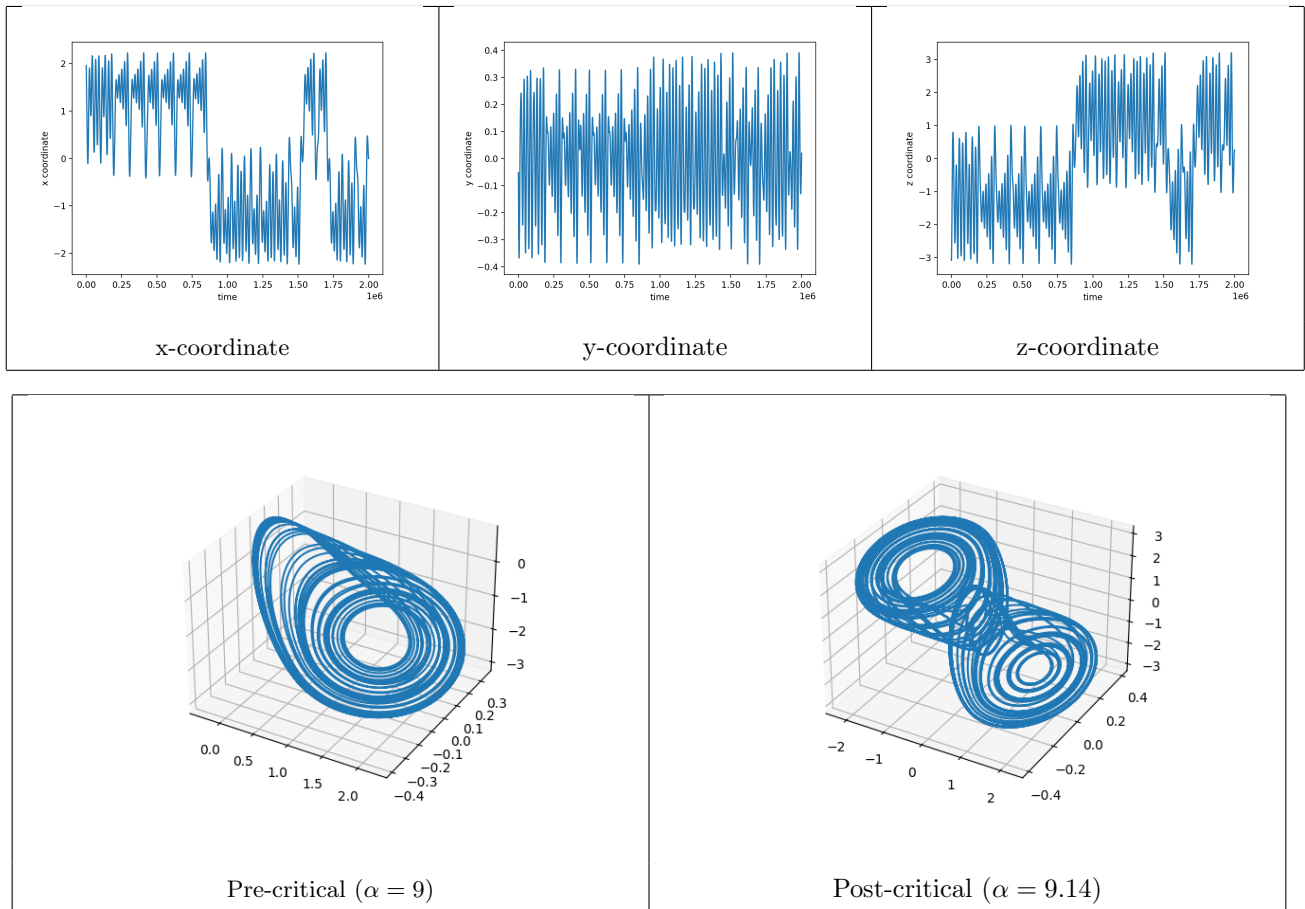 2
1
0
−1
−2
x coordinate
0.00 0.25 0.50 0.75 1.00 1.25 1.50 1.75 2.00
time
1e6
x-coordinate
0.4
0.3
0.2
0.1
0.0
−0.1
−0.2
−0.3
−0.4
y coordinate
0.00 0.25 0.50 0.75 1.00 1.25 1.50 1.75 2.00
time
1e6
y-coordinate
3
2
1
0
−1
−2
−3
z coordinate
0.00 0.25 0.50 0.75 1.00 1.25 1.50 1.75 2.00
time
1e6
z-coordinate
0
−1
−2
−3
0.3
0.2
0.1
0.0
−0.1
−0.2
−0.3
−0.4
0.0 0.5 1.0 1.5 2.0
Pre-critical (α = 9)
3
2
1
0
−1
−2
−3
0.4
0.2
0.0
−0.2
−0.4
−2 −1 0 1 2
Post-critical (α = 9.14)